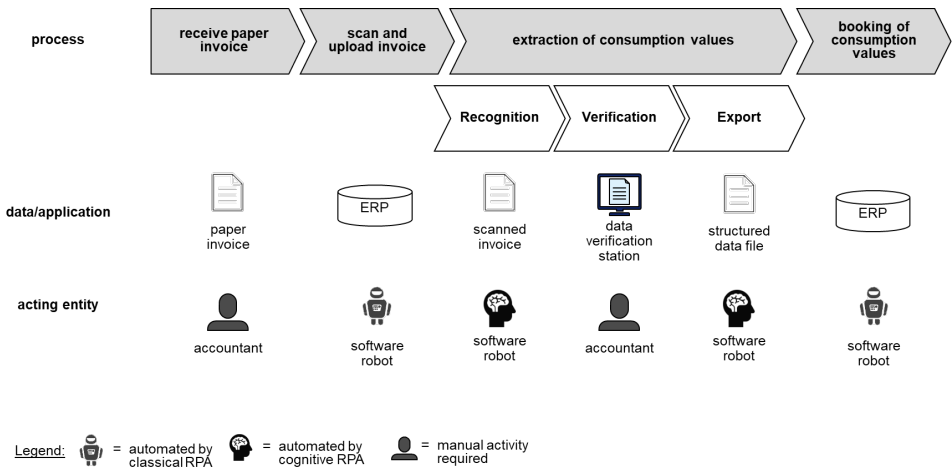 process
receive paper
invoice
scan and
upload invoice
extraction of consumption values
booking of
consumption
values
Recognition
Verification
Export
data/application
paper
invoice
ERP
scanned
invoice
data
verification
station
structured
data file
ERP
acting entity
accountant
software
robot
software
robot
accountant
software
robot
software
robot
Legend:
= automated by
classical RPA
= automated by
cognitive RPA
= manual activity
required